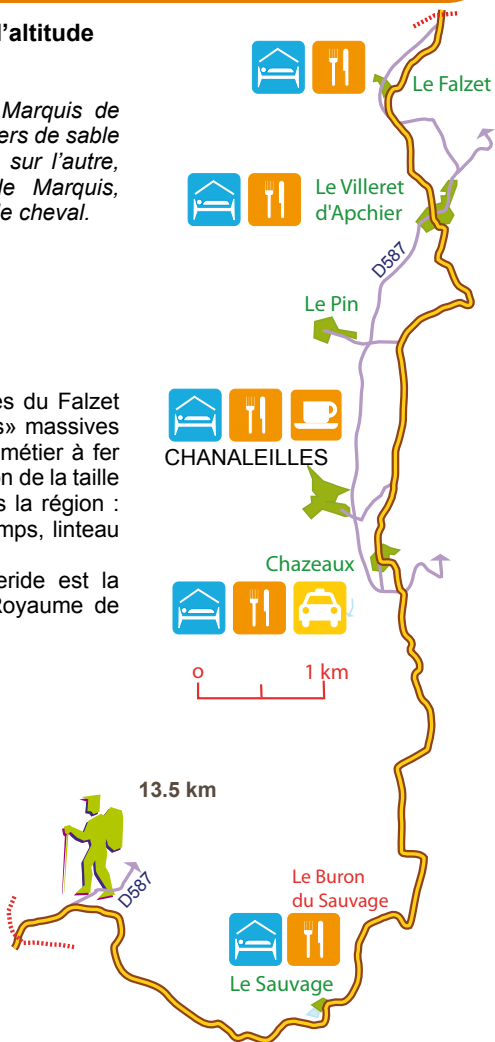 l'altitude
Marquis de
ers de sable
sur l'autre,
le Marquis,
le cheval.
es du Falzet
s» massives
métier à fer
on de la taille
s la région :
mps, linteau
eride est la
Royaume de
Le Falzet
Le Villeret
d'Apchier
D587
Le Pin
CHANALEILLES
Chazeaux
o 1 km
13.5 km
D587
Le Buron
du Sauvage
Le Sauvage